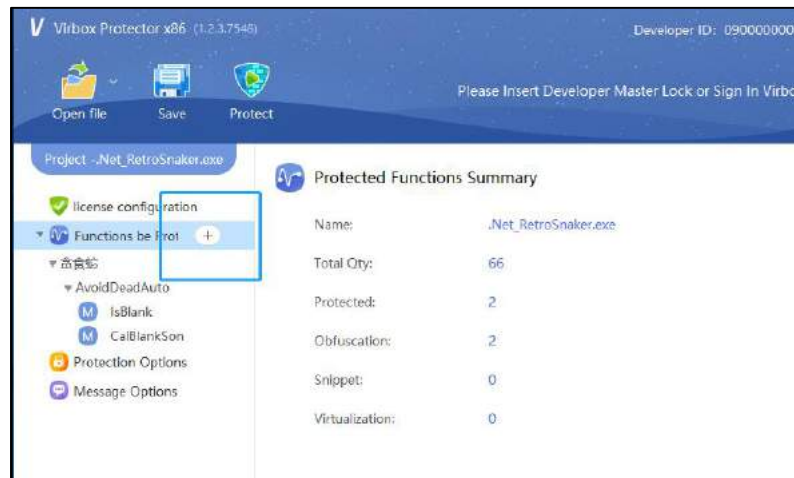 Virbox Protector x86 (1.2.3.7546)
Developer ID: 090000000
Open file
Save
Protect
Please Insert Developer Master Lock or Sign In Virbo
Project -.Net_RetroSnaker.exe
license configuration
Functions be Prot
贪食蛇
AvoidDeadAuto
M IsBlank
M CalBlankSon
Protection Options
Message Options
Protected Functions Summary
Name: .Net_RetroSnaker.exe
Total Qty: 66
Protected: 2
Obfuscation: 2
Snippet: 0
Virtualization: 0